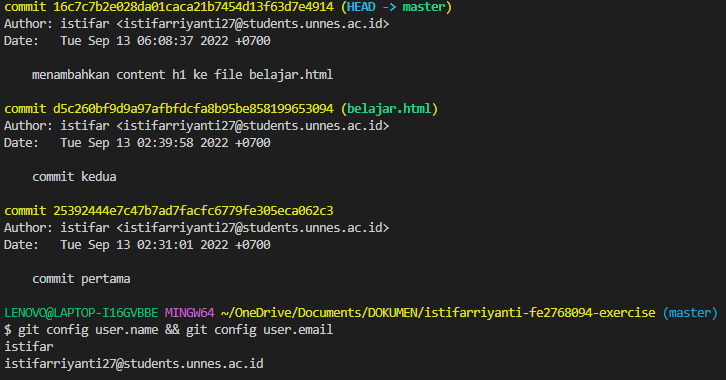 commit 16c7c7b2e028da01caca21b7454d13f63d7e4914 (HEAD -> master)
Author: istifar <istifarriyanti27@students.unnes.ac.id>
Date:   Tue Sep 13 06:08:37 2022 +0700
    menambahkan content h1 ke file belajar.html
commit d5c260bf9d9a97afbfdcfa8b95be858199653094 (belajar.html)
Author: istifar <istifarriyanti27@students.unnes.ac.id>
Date:   Tue Sep 13 02:39:58 2022 +0700
    commit kedua
commit 25392444e7c47b7ad7facfc6779fe305eca062c3
Author: istifar <istifarriyanti27@students.unnes.ac.id>
Date:   Tue Sep 13 02:31:01 2022 +0700
    commit pertama
LENOVO@LAPTOP-I16GVBBE MINGW64 ~/OneDrive/Documents/DOKUMEN/istifarriyanti-fe2768094-exercise (master)
$ git config user.name && git config user.email
istifar
istifarriyanti27@students.unnes.ac.id